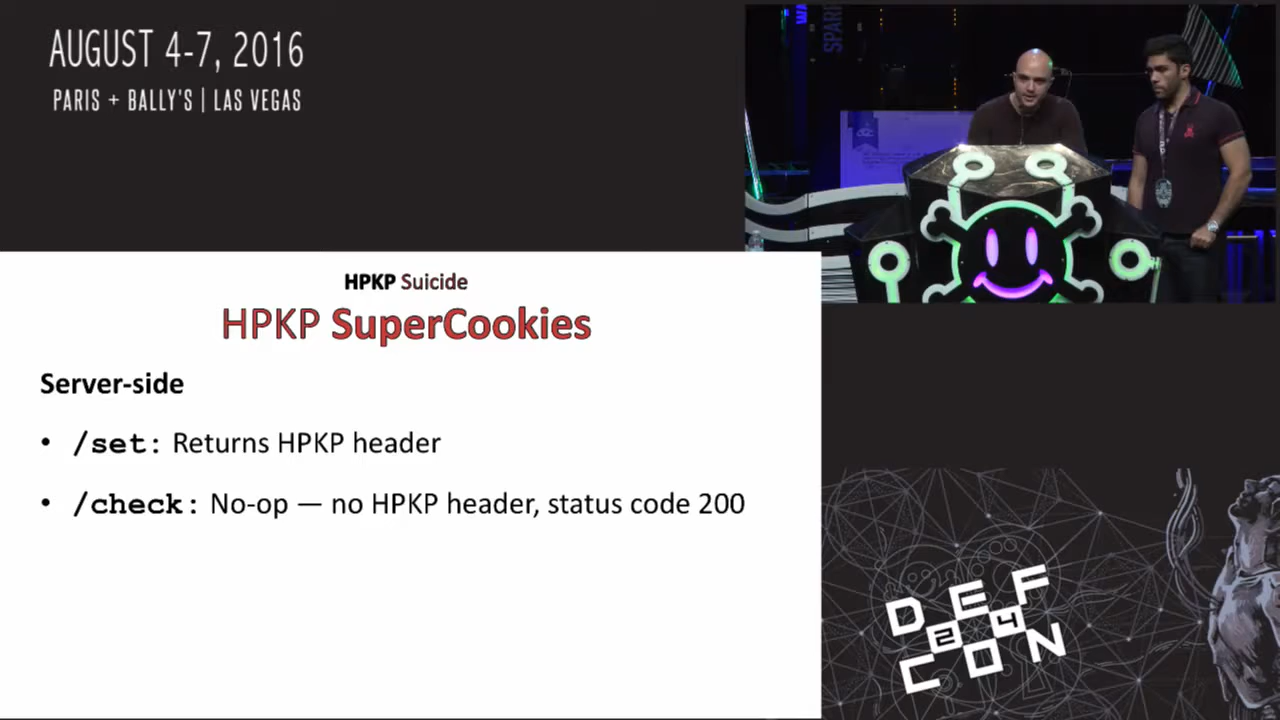 AUGUST 4-7, 2016
PARIS + BALLY'S | LAS VEGAS
SPAR
HPKP Suicide
HPKP SuperCookies
Server-side
• /set: Returns HPKP header
• /check: No-op — no HPKP header, status code 200
DEF
24
CON